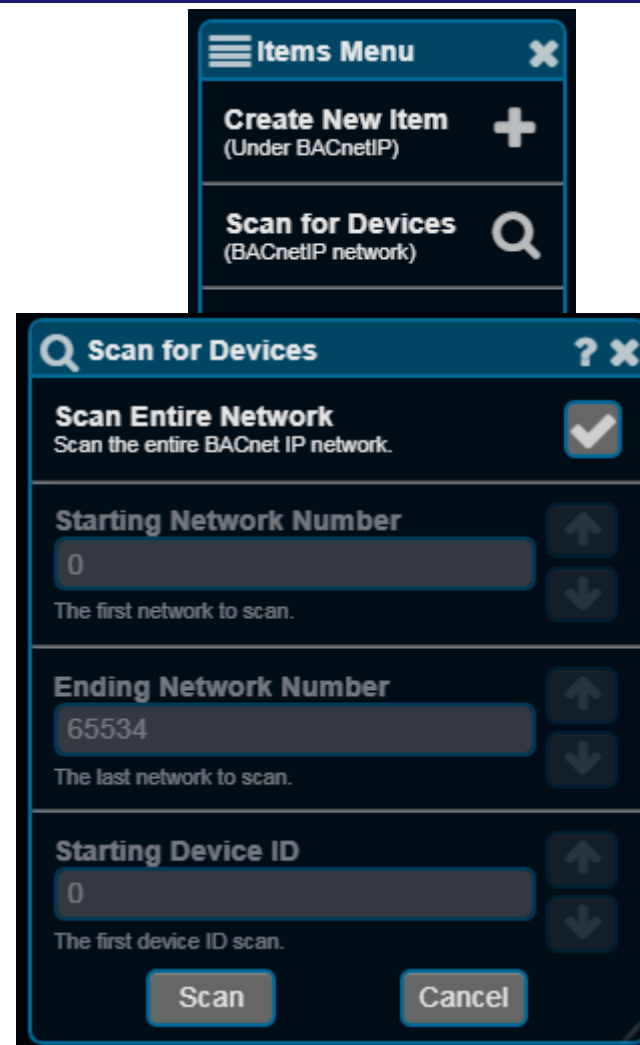 Items Menu
Create New Item
(Under BACnetIP)
Scan for Devices
(BACnetIP network)
Scan for Devices
Scan Entire Network
Scan the entire BACnet IP network.
Starting Network Number
0
The first network to scan.
Ending Network Number
65534
The last network to scan.
Starting Device ID
0
The first device ID scan.
Scan Cancel